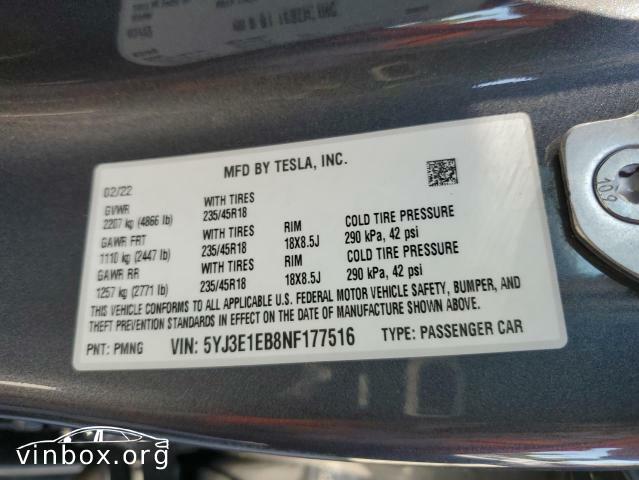 MFD BY TESLA, INC.
02/22
GVWR WITH TIRES
2207 kg (4866 lb) 235/45R18
GAWR FRT WITH TIRES RIM COLD TIRE PRESSURE
1110 kg (2447 lb) 235/45R18 18X8.5J 290 kPa, 42 psi
GAWR RR WITH TIRES RIM COLD TIRE PRESSURE
1257 kg (2771 lb) 235/45R18 18X8.5J 290 kPa, 42 psi
THIS VEHICLE CONFORMS TO ALL APPLICABLE U.S. FEDERAL MOTOR VEHICLE SAFETY, BUMPER, AND
THEFT PREVENTION STANDARDS IN EFFECT ON THE DATE OF MANUFACTURE SHOWN ABOVE.
PNT: PMNG VIN: 5YJ3E1EB8NF177516 TYPE: PASSENGER CAR
10.9
vinbox.org